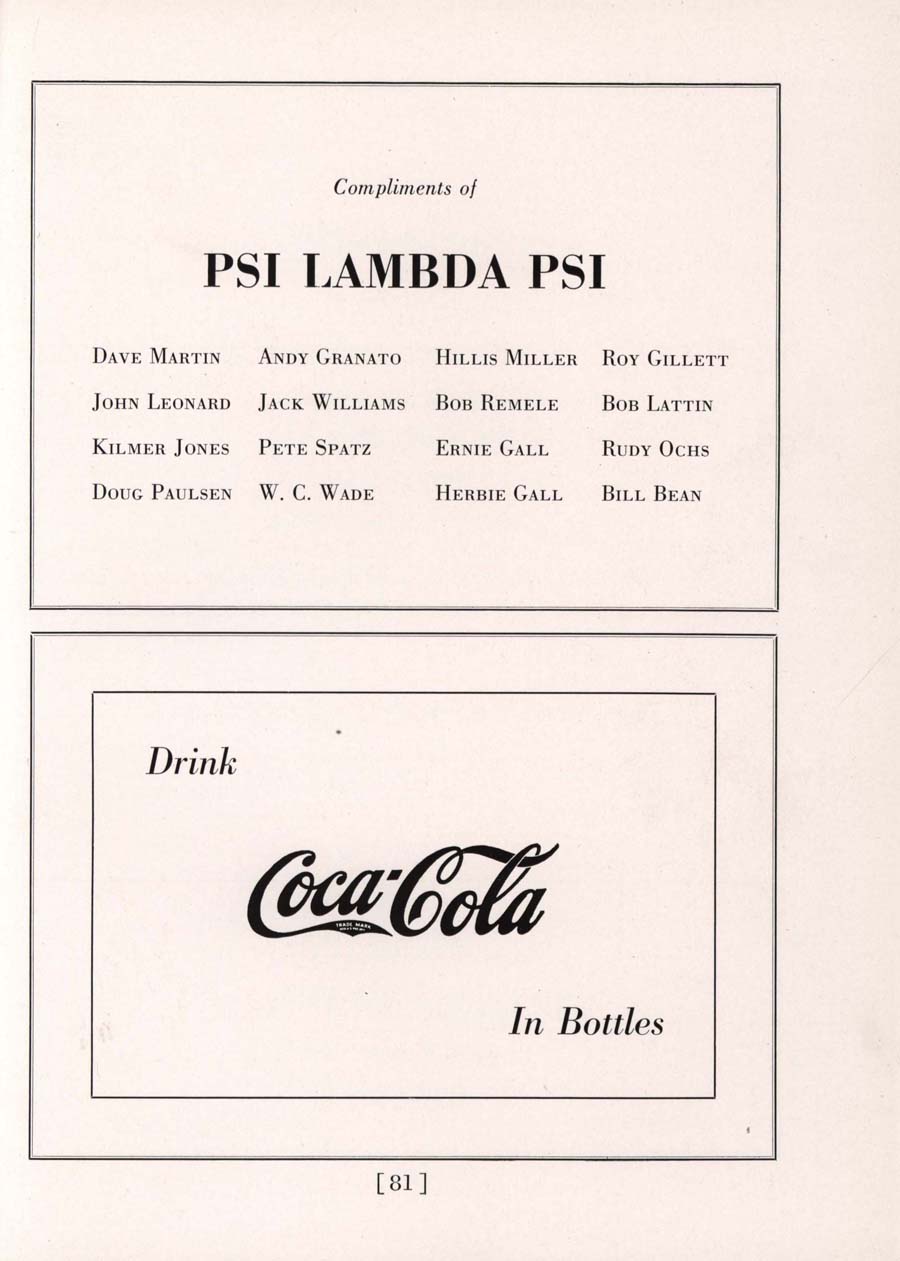 Compliments of
PSI LAMBDA PSI
Dave Martin Andy Granato Hillis Miller Roy Gillett
John Leonard Jack Williams Bob Remele Bob Lattin
Kilmer Jones Pete Spatz Ernie Gall Rudy Ochs
Doug Paulsen W. C. Wade Herbie Gall Bill Bean
Drink
Coca-Cola
TRADE MARK
In Bottles
[ 81 ]